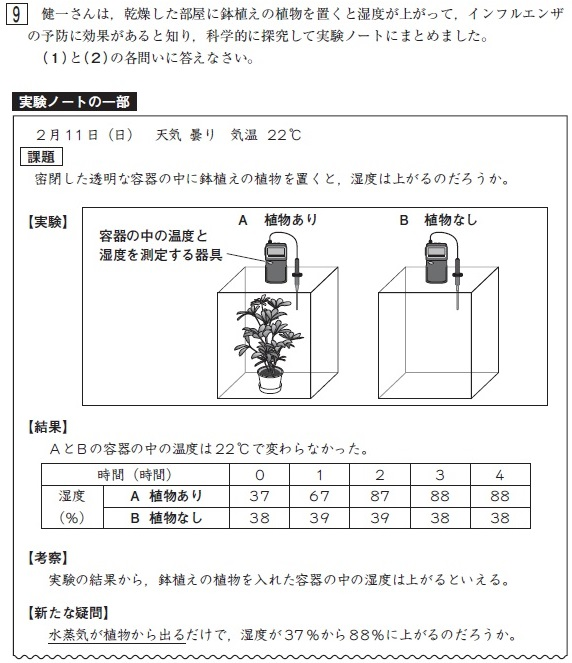 9 健一さんは，乾燥した部屋に鉢植えの植物を置くと湿度が上がって，インフルエンザ
の予防に効果があると知り，科学的に探究して実験ノートにまとめました。
（1）と（2）の各問いに答えなさい。
実験ノートの一部
2月11日（日） 天気 曇り 気温 22℃
課題
密閉した透明な容器の中に鉢植えの植物を置くと，湿度は上がるのだろうか。
【実験】
A 植物あり B 植物なし
容器の中の温度と
湿度を測定する器具
【結果】
AとBの容器の中の温度は22℃で変わらなかった。
時間（時間） 0 1 2 3 4
湿度 A 植物あり 37 67 87 88 88
（%） B 植物なし 38 39 39 38 38
【考察】
実験の結果から，鉢植えの植物を入れた容器の中の湿度は上がるといえる。
【新たな疑問】
水蒸気が植物から出るだけで，湿度が37%から88%に上がるのだろうか。